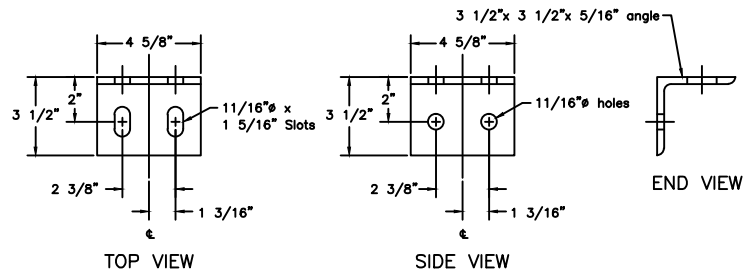 3 1/2"x 3 1/2"x 5/16" angle
4 5/8"
2"
3 1/2"
11/16"ø x
1 5/16" Slots
2 3/8"
1 3/16"
℄
TOP VIEW
4 5/8"
2"
3 1/2"
11/16"ø holes
2 3/8"
1 3/16"
℄
SIDE VIEW
END VIEW